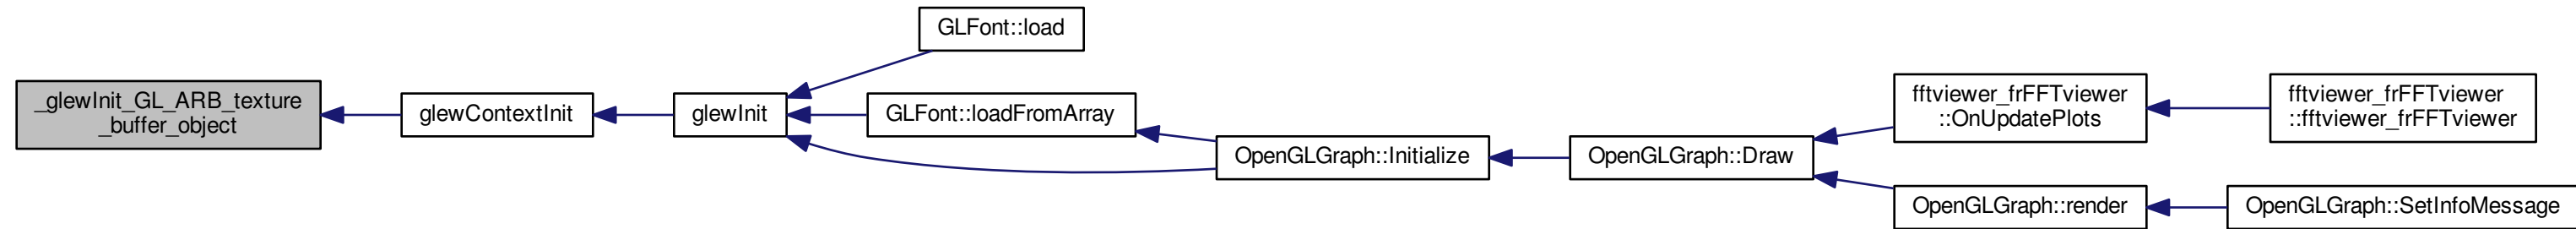 _glewInit_GL_ARB_texture
_buffer_object
glewContextInit
glewInit
GLFont::load
GLFont::loadFromArray
OpenGLGraph::Initialize
OpenGLGraph::Draw
fftviewer_frFFTviewer
::OnUpdatePlots
fftviewer_frFFTviewer
::fftviewer_frFFTviewer
OpenGLGraph::render
OpenGLGraph::SetInfoMessage